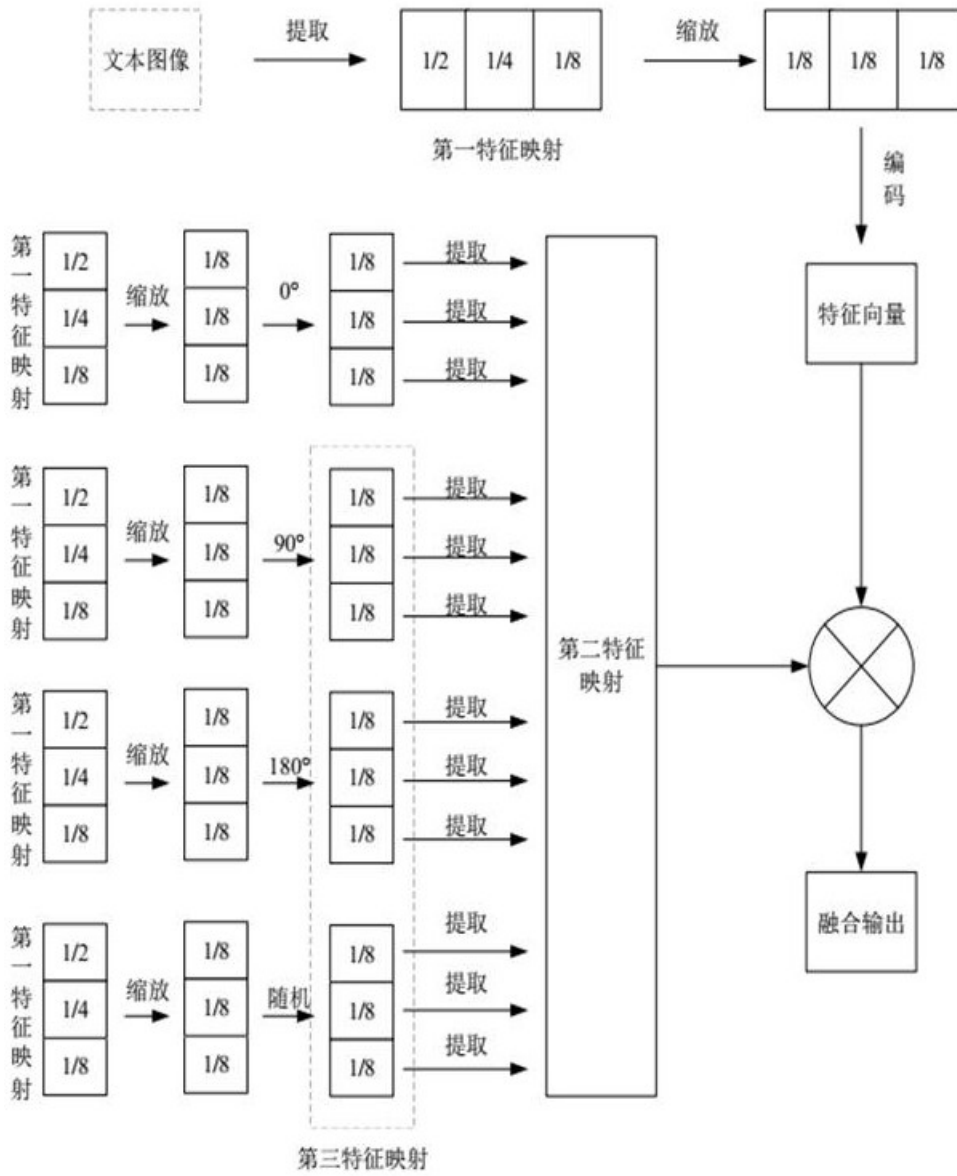 文本图像
提取
1/2 1/4 1/8
缩放
1/8 1/8 1/8
第一特征映射
编码
特征向量
第一特征映射
1/2
1/4
1/8
缩放
1/8
1/8
1/8
0°
1/8
1/8
1/8
提取
提取
提取
第一特征映射
1/2
1/4
1/8
缩放
1/8
1/8
1/8
90°
1/8
1/8
1/8
提取
提取
提取
第一特征映射
1/2
1/4
1/8
缩放
1/8
1/8
1/8
180°
1/8
1/8
1/8
提取
提取
提取
第一特征映射
1/2
1/4
1/8
缩放
1/8
1/8
1/8
随机
1/8
1/8
1/8
提取
提取
提取
第三特征映射
第二特征
映射
融合输出